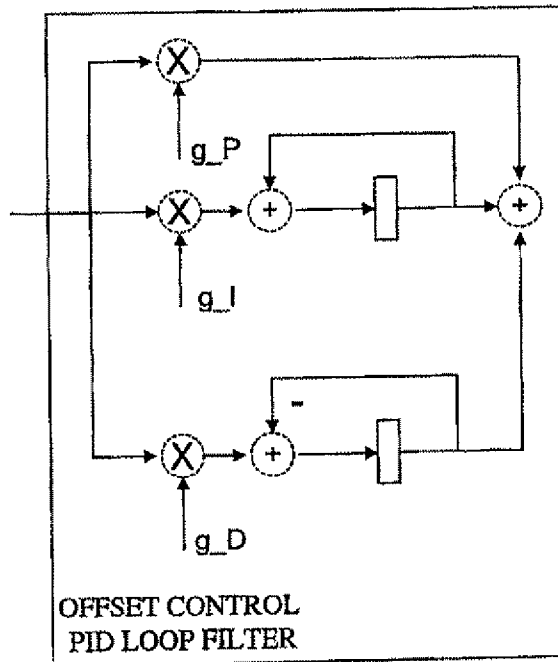 X
g_P
X
+
+
g_I
-
X
+
g_D
OFFSET CONTROL
PID LOOP FILTER